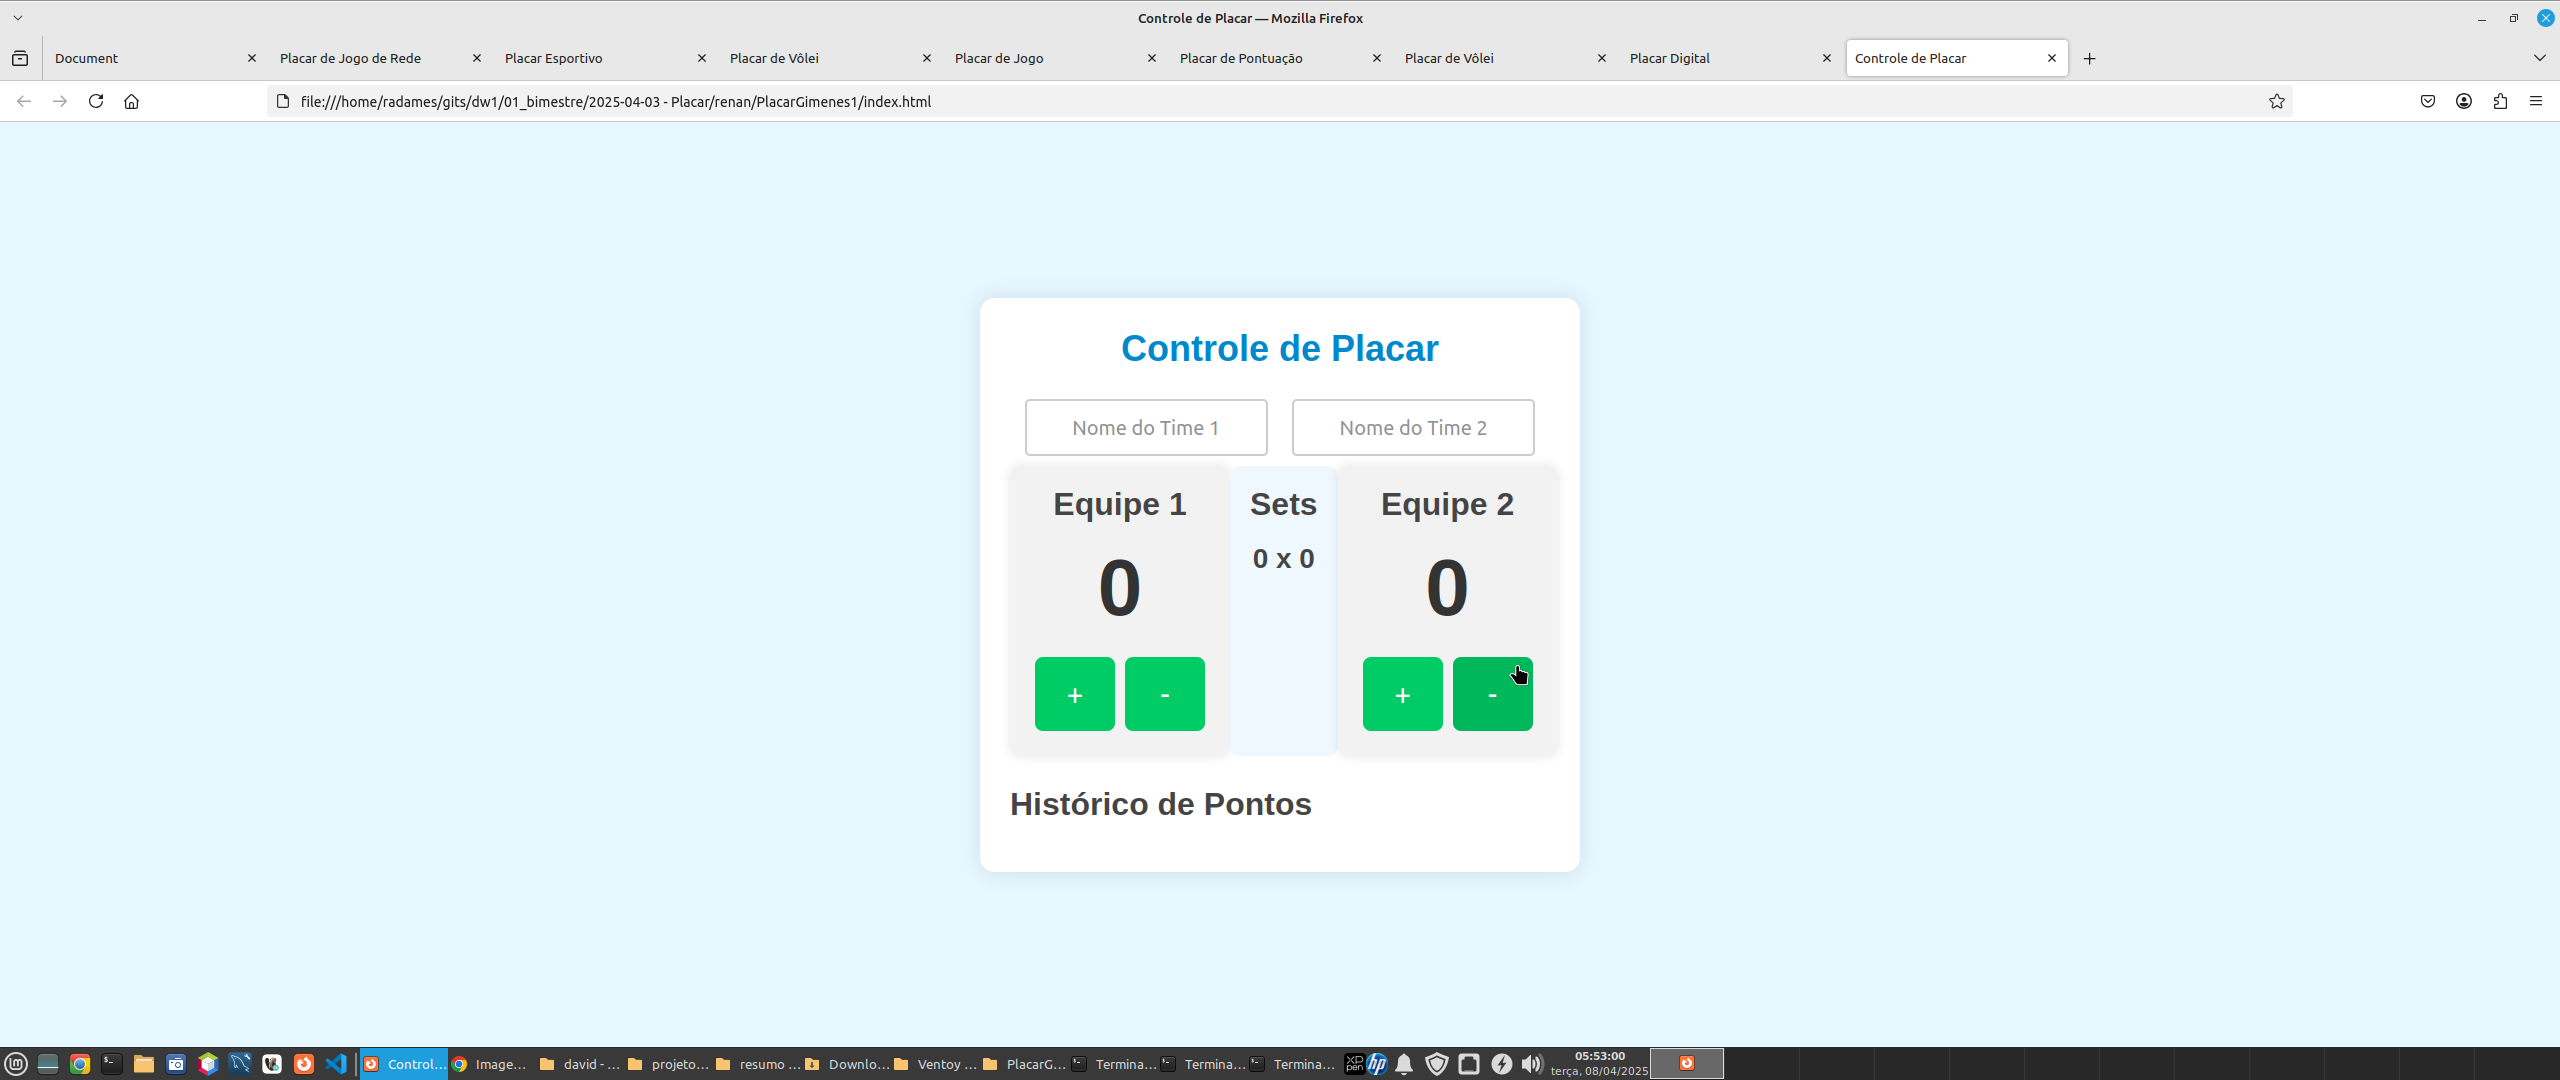 Controle de Placar — Mozilla Firefox
Document
Placar de Jogo de Rede
Placar Esportivo
Placar de Vôlei
Placar de Jogo
Placar de Pontuação
Placar de Vôlei
Placar Digital
Controle de Placar
file:///home/radames/gits/dw1/01_bimestre/2025-04-03 - Placar/renan/PlacarGimenes1/index.html
Controle de Placar
Nome do Time 1
Nome do Time 2
Equipe 1
Sets
Equipe 2
0 x 0
0
0
+
-
+
-
Histórico de Pontos
Control...
Image...
david - ...
projeto...
resumo ...
Downlo...
Ventoy ...
PlacarG...
Termina...
Termina...
Termina...
XP
pen
hp
05:53:00
terça, 08/04/2025